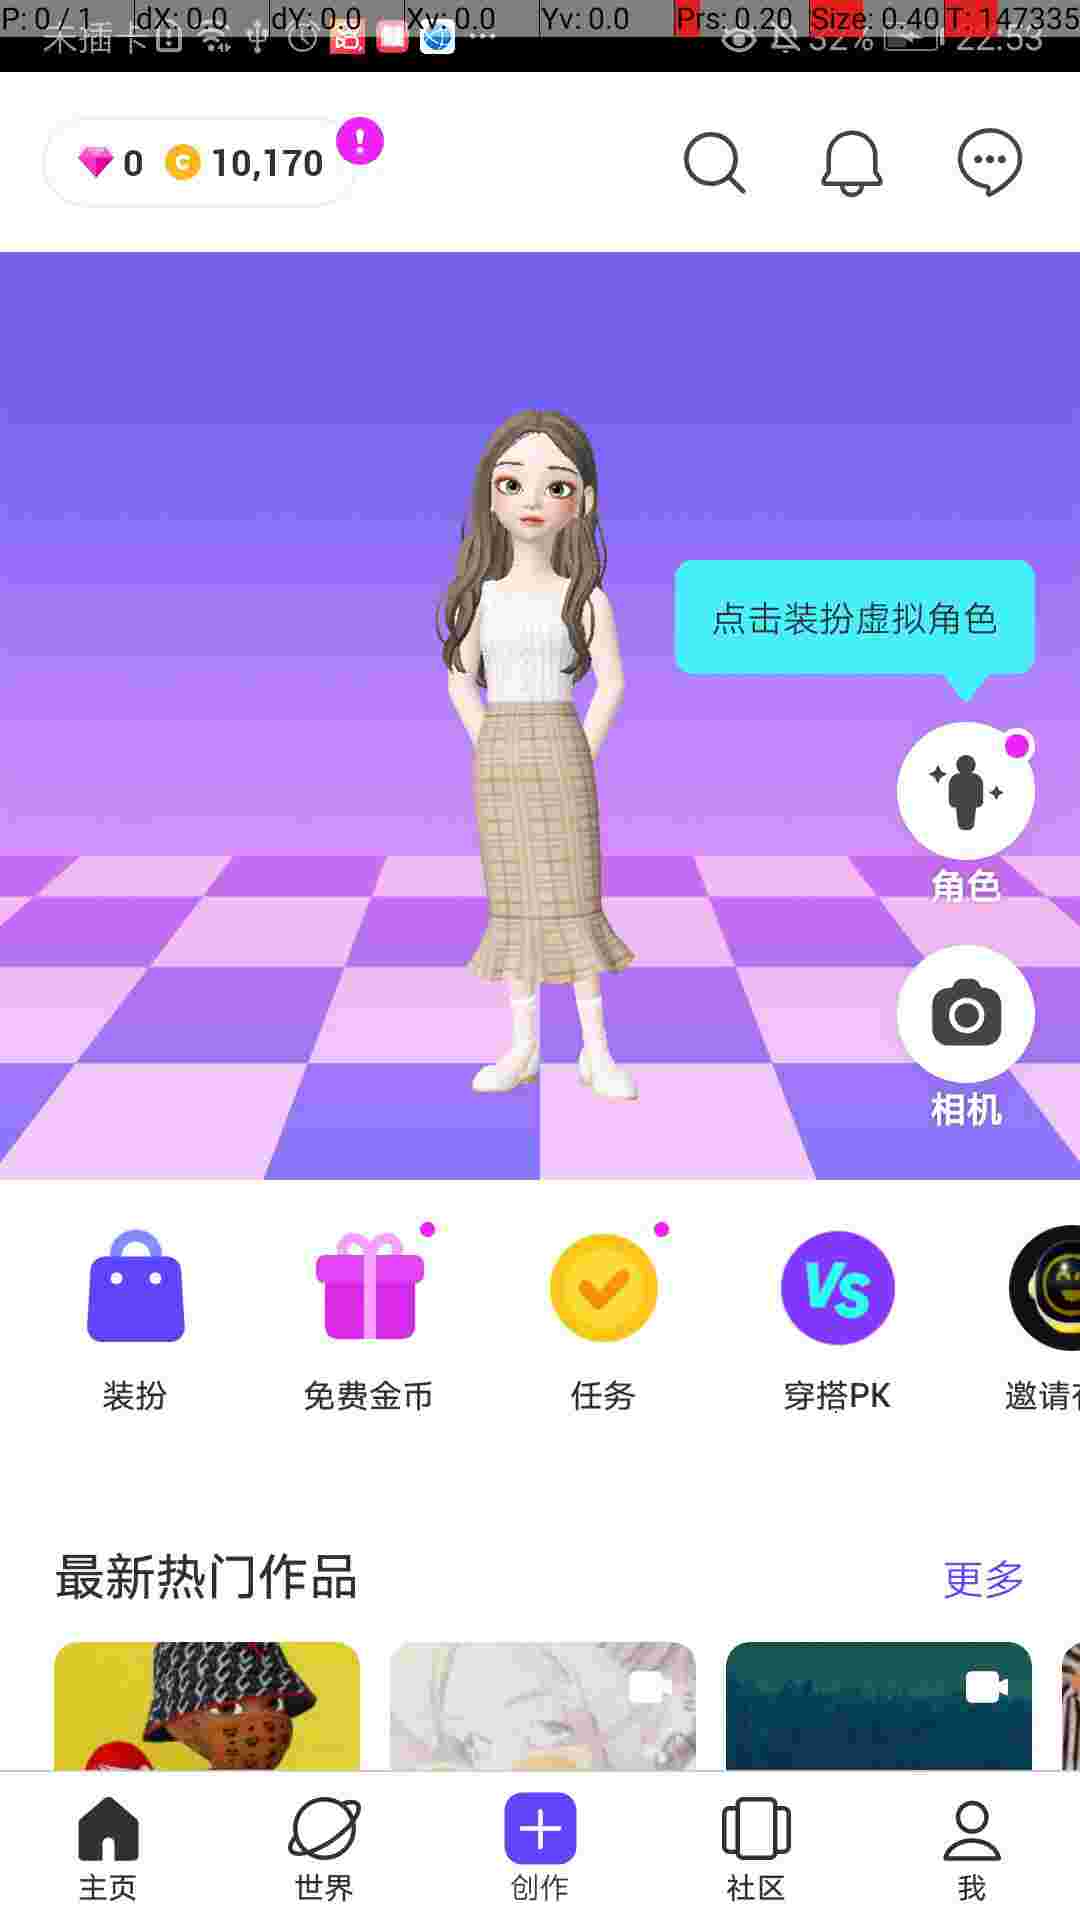 P: 0 / 1 dX: 0.0 dY: 0.0 Xv: 0.0 Yv: 0.0 Prs: 0.20 Size: 0.40 T: 147335
未插卡 32% 22:53
0 C 10,170 !
点击装扮虚拟角色
角色
相机
VS
装扮 免费金币 任务 穿搭PK 邀请
最新热门作品 更多
主页 世界 创作 社区 我